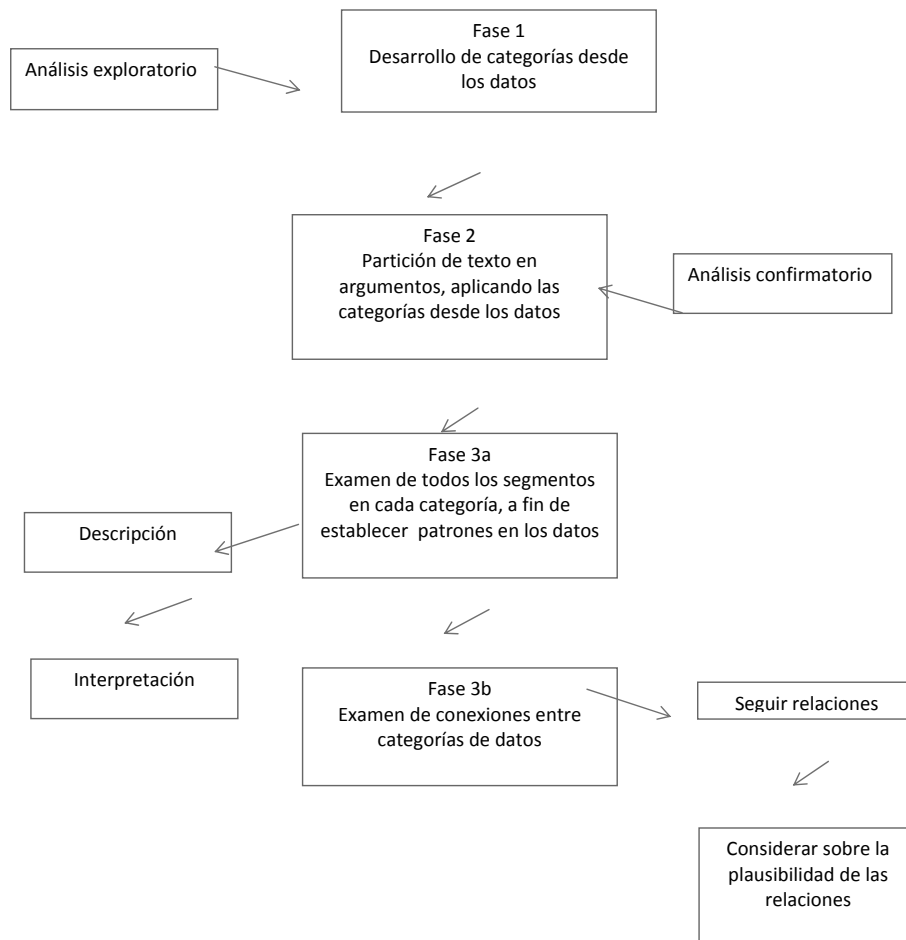 Fase 1
Desarrollo de categorías desde
los datos
Análisis exploratorio
Fase 2
Partición de texto en
argumentos, aplicando las
categorías desde los datos
Análisis confirmatorio
Fase 3a
Examen de todos los segmentos
en cada categoría, a fin de
establecer patrones en los datos
Descripción
Interpretación
Fase 3b
Examen de conexiones entre
categorías de datos
Seguir relaciones
Considerar sobre la
plausibilidad de las
relaciones